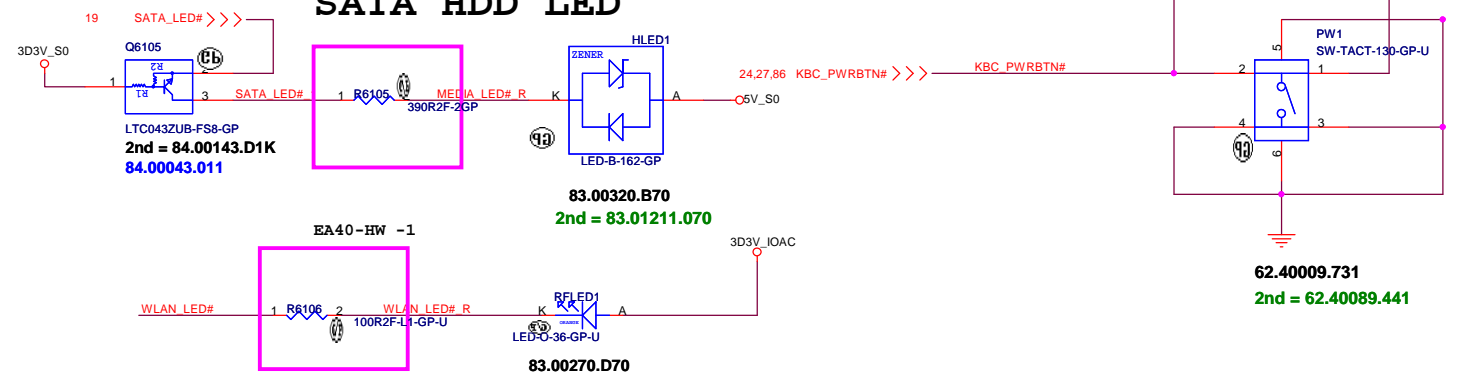 SATA HDD LED
19 SATA_LED#
3D3V_S0
Q6105
R2
R1
1
2
3
LTC043ZUB-FS8-GP
2nd = 84.00143.D1K
84.00043.011
SATA_LED#_
1 R6105
390R2F-2GP
MEDIA_LED#_R
HLED1
ZENER
K
A
5V_S0
LED-B-162-GP
83.00320.B70
2nd = 83.01211.070
24,27,86 KBC_PWRBTN#
KBC_PWRBTN#
PW1
SW-TACT-130-GP-U
5
2
1
4
3
6
62.40009.731
2nd = 62.40089.441
EA40-HW -1
WLAN_LED#
1 R6106 2
100R2F-L1-GP-U
WLAN_LED#_R
RFLED1
K
A
ORANGE
LED-O-36-GP-U
83.00270.D70
3D3V_IOAC